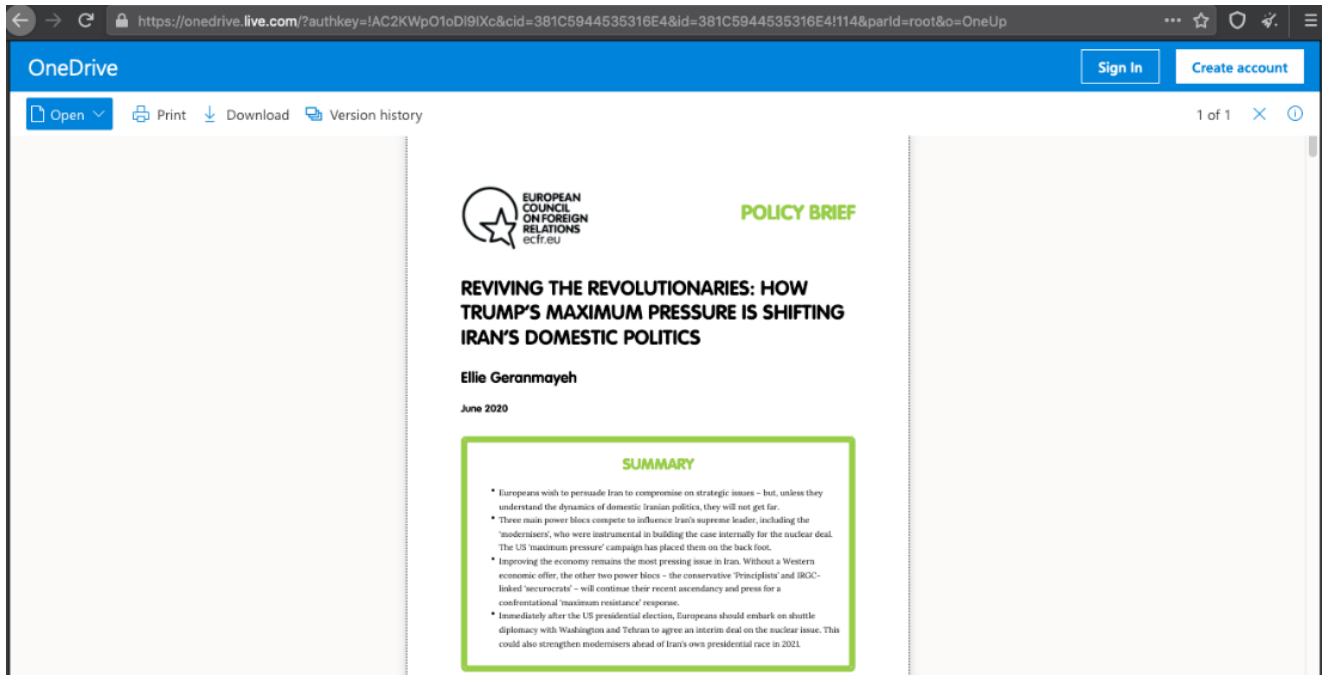 https://onedrive.live.com/?authkey=!AC2KWpO1oDl9IXc&cid=381C5944535316E4&id=381C5944535316E4!114&parId=root&o=OneUp
OneDrive
Sign In
Create account
Open
Print
Download
Version history
1 of 1
EUROPEAN
COUNCIL
ON FOREIGN
RELATIONS
ecfr.eu
POLICY BRIEF
REVIVING THE REVOLUTIONARIES: HOW
TRUMP'S MAXIMUM PRESSURE IS SHIFTING
IRAN'S DOMESTIC POLITICS
Ellie Geranmayeh
June 2020
SUMMARY
• Europeans wish to persuade Iran to compromise on strategic issues – but, unless they
understand the dynamics of domestic Iranian politics, they will not get far.
• Three main power blocs compete to influence Iran's supreme leader, including the
'modernisers', who were instrumental in building the case internally for the nuclear deal.
The US 'maximum pressure' campaign has placed them on the back foot.
• Improving the economy remains the most pressing issue in Iran. Without a Western
economic offer, the other two power blocs – the conservative 'Principlists' and IRGC-
linked 'securocrats' – will continue their recent ascendancy and press for a
confrontational 'maximum resistance' response.
• Immediately after the US presidential election, Europeans should embark on shuttle
diplomacy with Washington and Tehran to agree an interim deal on the nuclear issue. This
could also strengthen modernisers ahead of Iran's own presidential race in 2021.